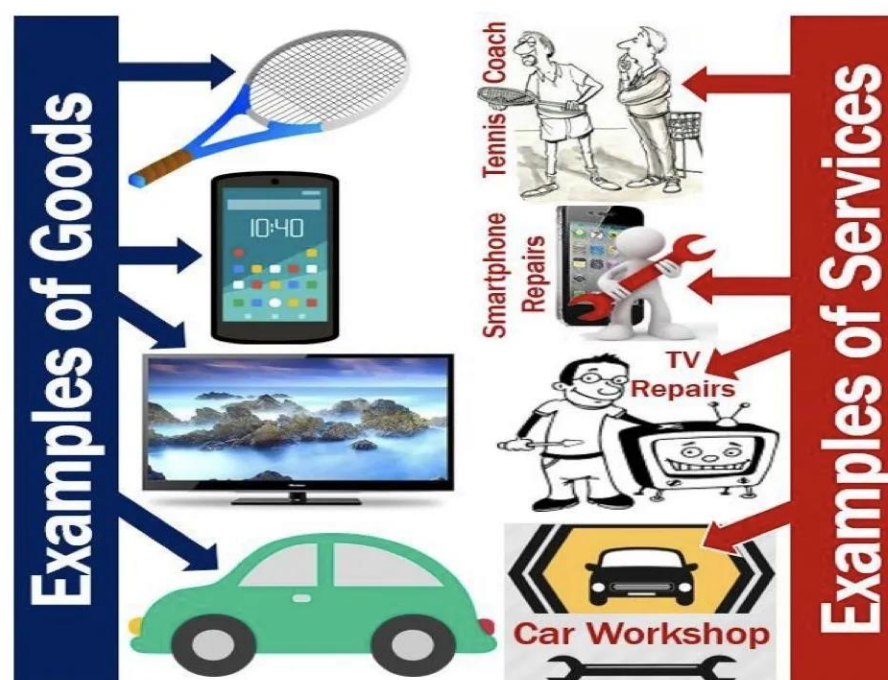 Examples of Goods
10:40
Tennis Coach
Smartphone
Repairs
TV
Repairs
Car Workshop
Examples of Services